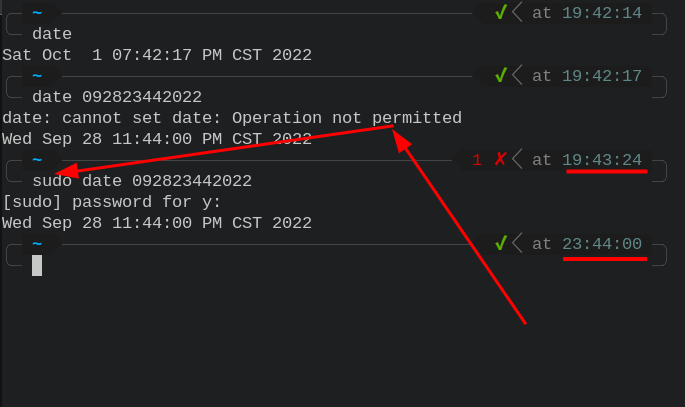 ~ ✓ at 19:42:14
date
Sat Oct  1 07:42:17 PM CST 2022
~ ✓ at 19:42:17
date 092823442022
date: cannot set date: Operation not permitted
Wed Sep 28 11:44:00 PM CST 2022
~ 1 ✗ at 19:43:24
sudo date 092823442022
[sudo] password for y:
Wed Sep 28 11:44:00 PM CST 2022
~ ✓ at 23:44:00